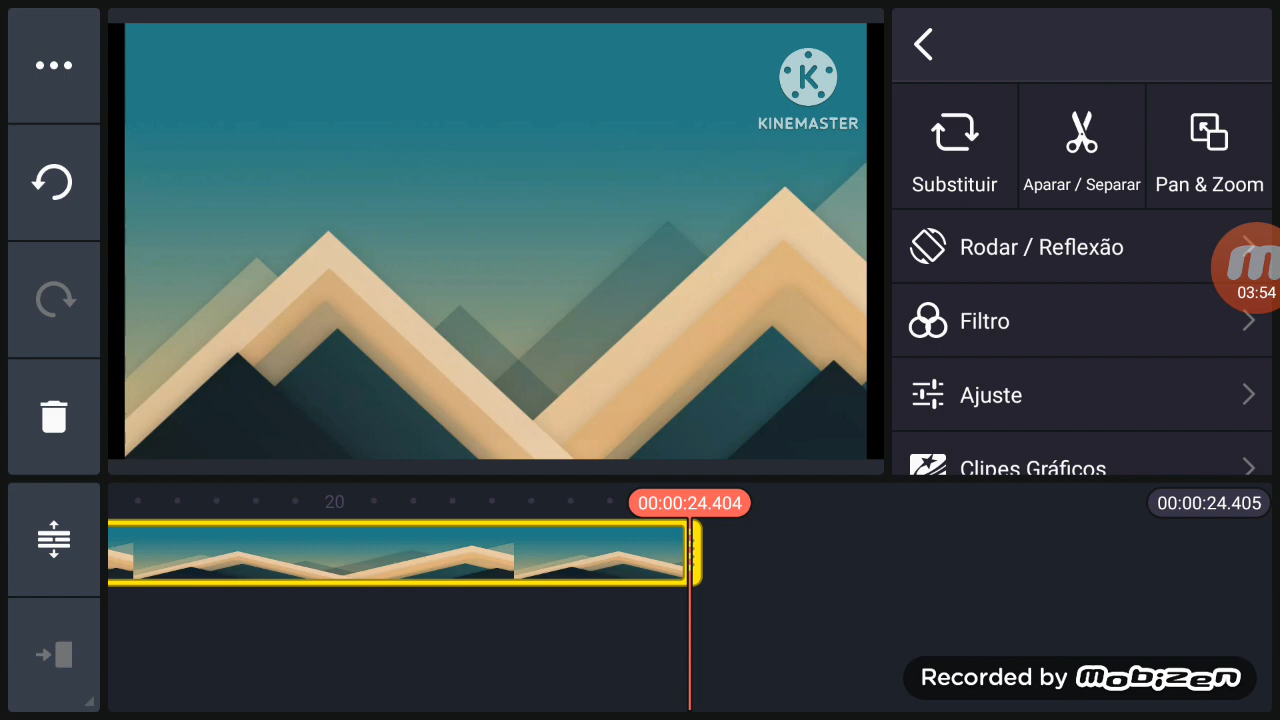 K
KINEMASTER
Substituir
Aparar / Separar
Pan & Zoom
Rodar / Reflexão
03:54
Filtro
Ajuste
Clipes Gráficos
20
00:00:24.404
00:00:24.405
Recorded by mobizen